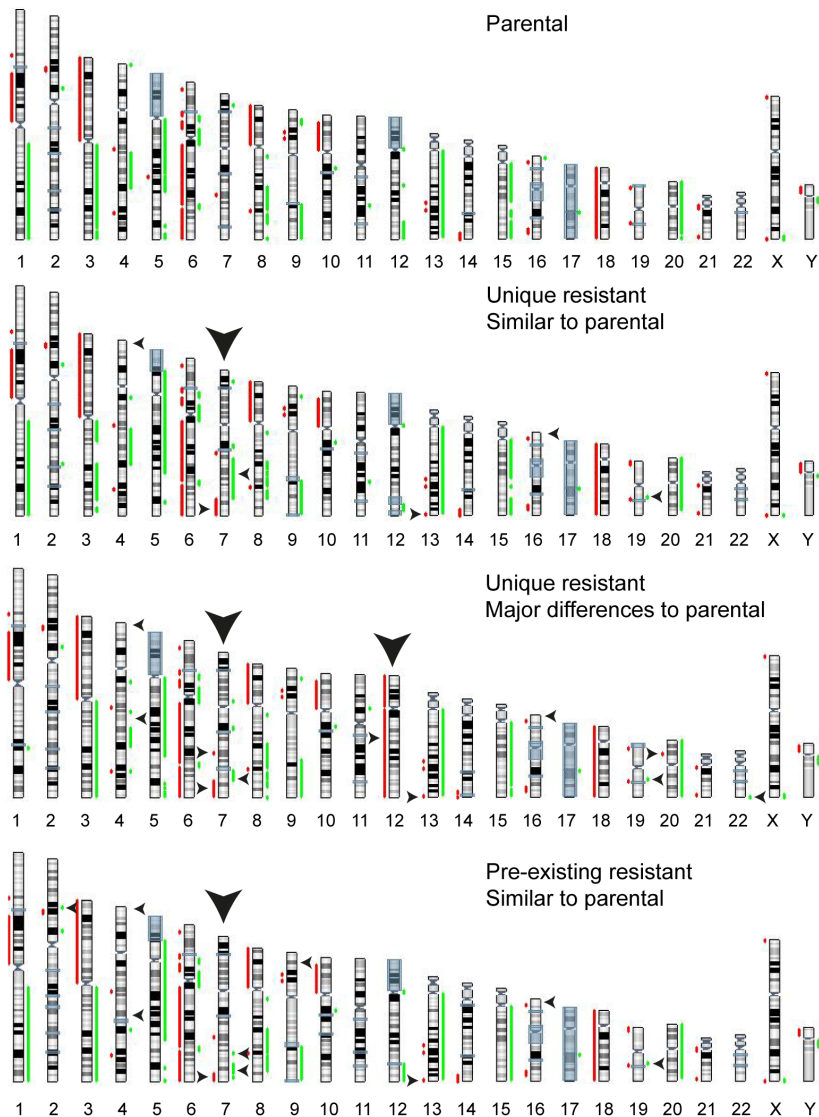 Parental
1 2 3 4 5 6 7 8 9 10 11 12 13 14 15 16 17 18 19 20 21 22 X Y
Unique resistant
Similar to parental
1 2 3 4 5 6 7 8 9 10 11 12 13 14 15 16 17 18 19 20 21 22 X Y
Unique resistant
Major differences to parental
1 2 3 4 5 6 7 8 9 10 11 12 13 14 15 16 17 18 19 20 21 22 X Y
Pre-existing resistant
Similar to parental
1 2 3 4 5 6 7 8 9 10 11 12 13 14 15 16 17 18 19 20 21 22 X Y